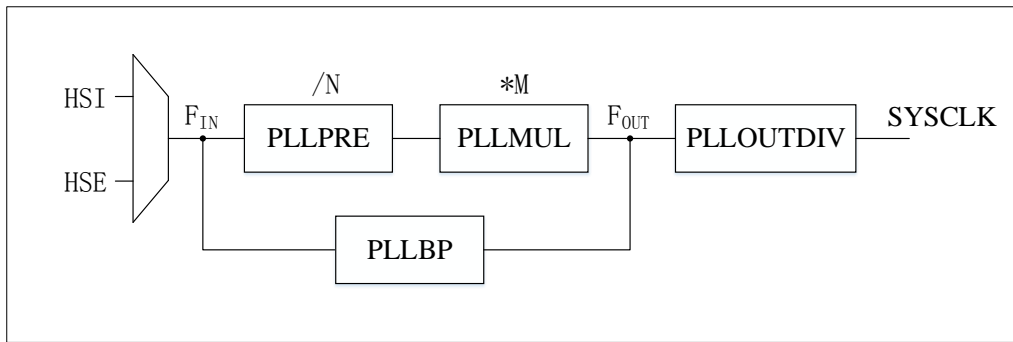 /N
*M
HSI
F_IN
F_OUT
SYSCLK
PLLPRE
PLLMUL
PLLOUTDIV
HSE
PLLBP